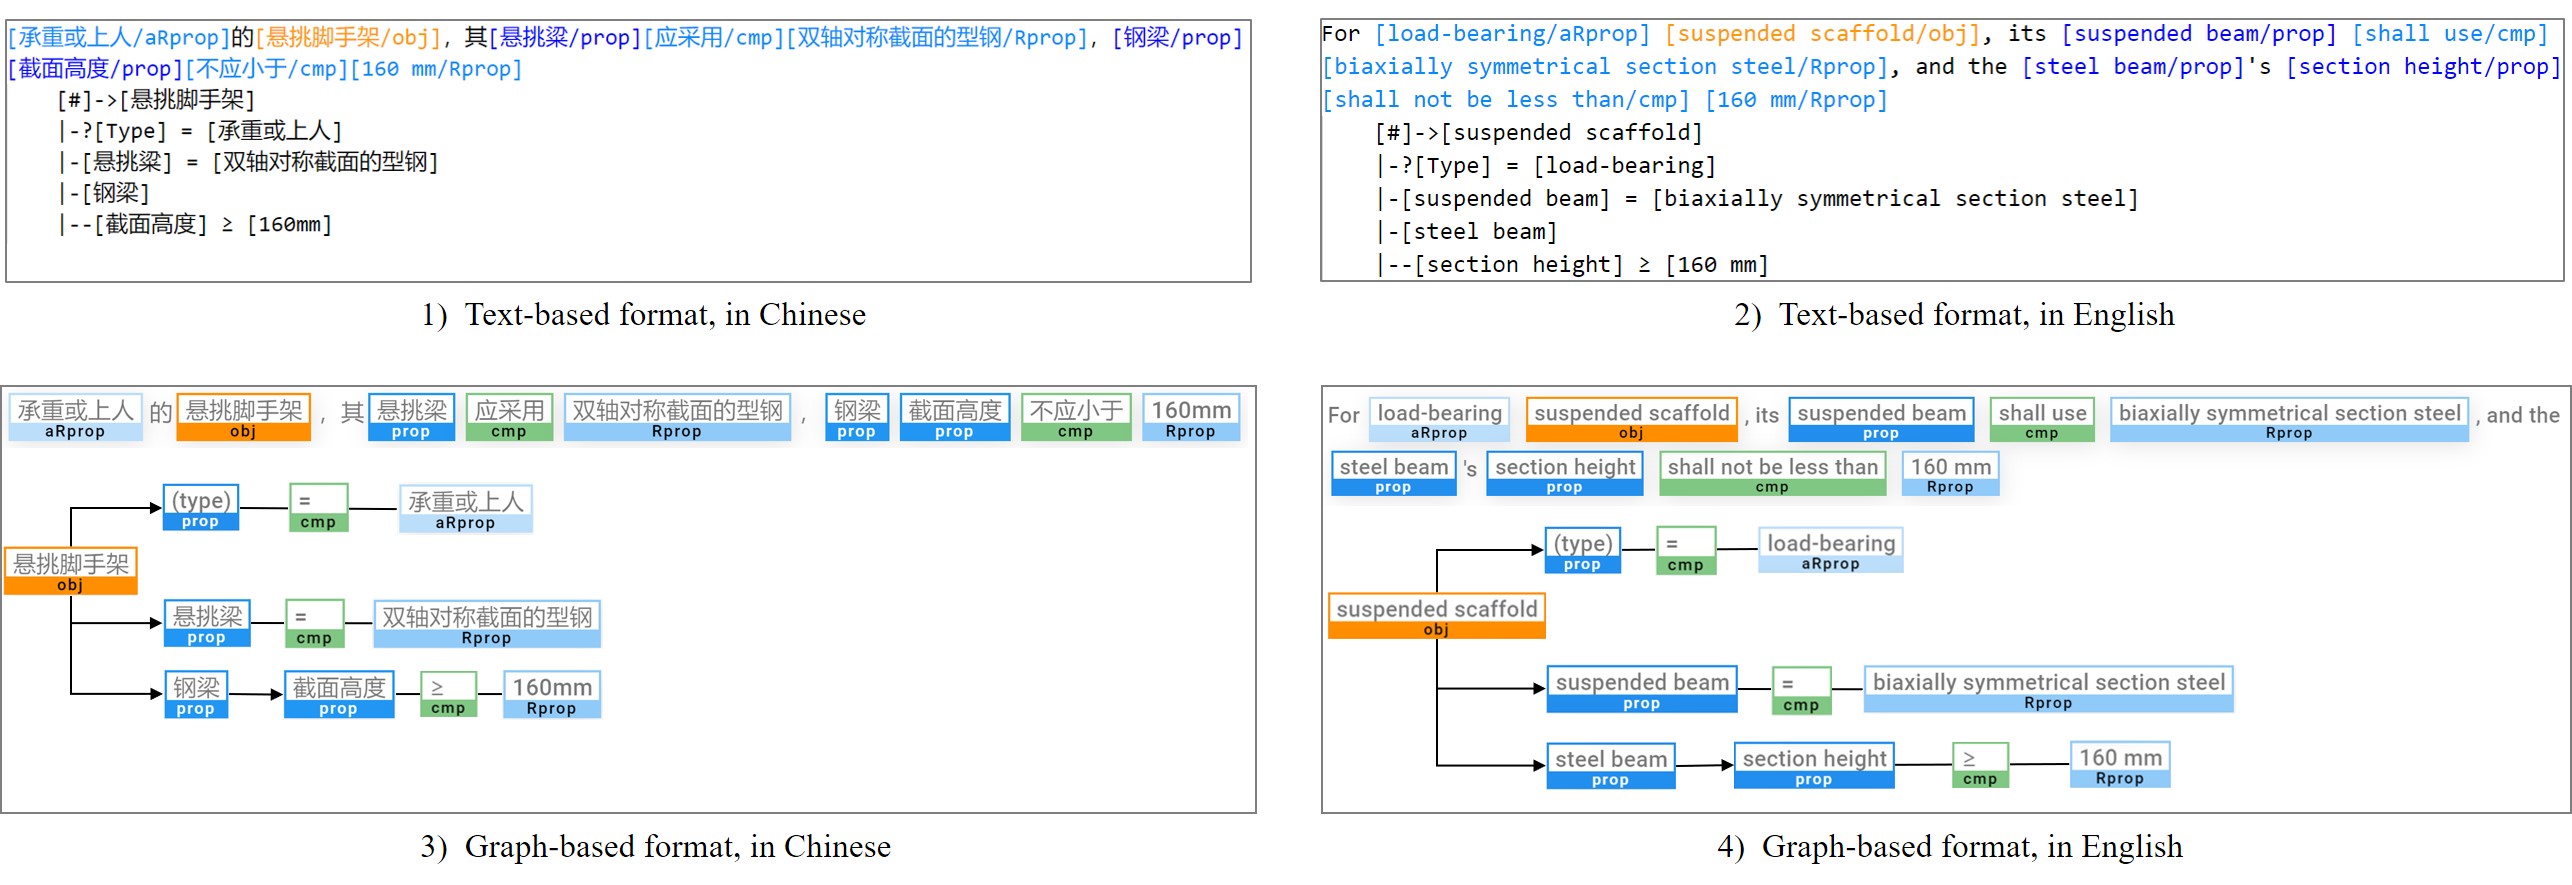 [承重或上人/aRprop]的[悬挑脚手架/obj]，其[悬挑梁/prop][应采用/cmp][双轴对称截面的型钢/Rprop]，[钢梁/prop]
[截面高度/prop][不应小于/cmp][160 mm/Rprop]
[#]->[悬挑脚手架]
|-?[Type] = [承重或上人]
|-[悬挑梁] = [双轴对称截面的型钢]
|-[钢梁]
|--[截面高度] ≥ [160mm]
1) Text-based format, in Chinese
For [load-bearing/aRprop] [suspended scaffold/obj], its [suspended beam/prop] [shall use/cmp]
[biaxially symmetrical section steel/Rprop], and the [steel beam/prop]'s [section height/prop]
[shall not be less than/cmp] [160 mm/Rprop]
[#]->[suspended scaffold]
|-?[Type] = [load-bearing]
|-[suspended beam] = [biaxially symmetrical section steel]
|-[steel beam]
|--[section height] ≥ [160 mm]
2) Text-based format, in English
承重或上人 的 悬挑脚手架 ， 其 悬挑梁 应采用 双轴对称截面的型钢 ， 钢梁 截面高度 不应小于 160mm
aRprop obj prop cmp Rprop prop prop cmp Rprop
(type) = 承重或上人
prop cmp aRprop
悬挑脚手架
obj
悬挑梁 = 双轴对称截面的型钢
prop cmp Rprop
钢梁 截面高度 ≥ 160mm
prop prop cmp Rprop
3) Graph-based format, in Chinese
For load-bearing suspended scaffold , its suspended beam shall use biaxially symmetrical section steel , and the
aRprop obj prop cmp Rprop
steel beam 's section height shall not be less than 160 mm
prop prop cmp Rprop
(type) = load-bearing
prop cmp aRprop
suspended scaffold
obj
suspended beam = biaxially symmetrical section steel
prop cmp Rprop
steel beam section height ≥ 160 mm
prop prop cmp Rprop
4) Graph-based format, in English